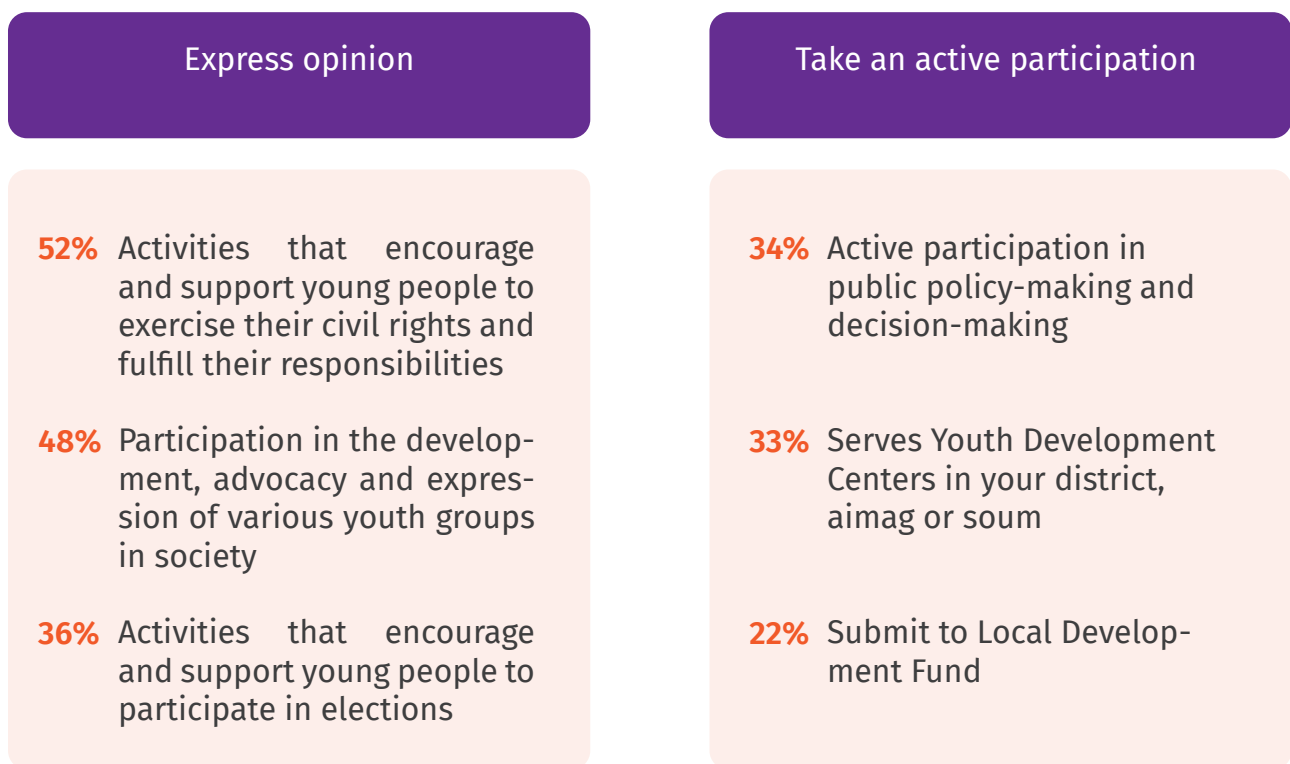 Express opinion
52% Activities that encourage
and support young people to
exercise their civil rights and
fulfill their responsibilities
48% Participation in the develop-
ment, advocacy and expres-
sion of various youth groups
in society
36% Activities that encourage
and support young people to
participate in elections
Take an active participation
34% Active participation in
public policy-making and
decision-making
33% Serves Youth Development
Centers in your district,
aimag or soum
22% Submit to Local Develop-
ment Fund